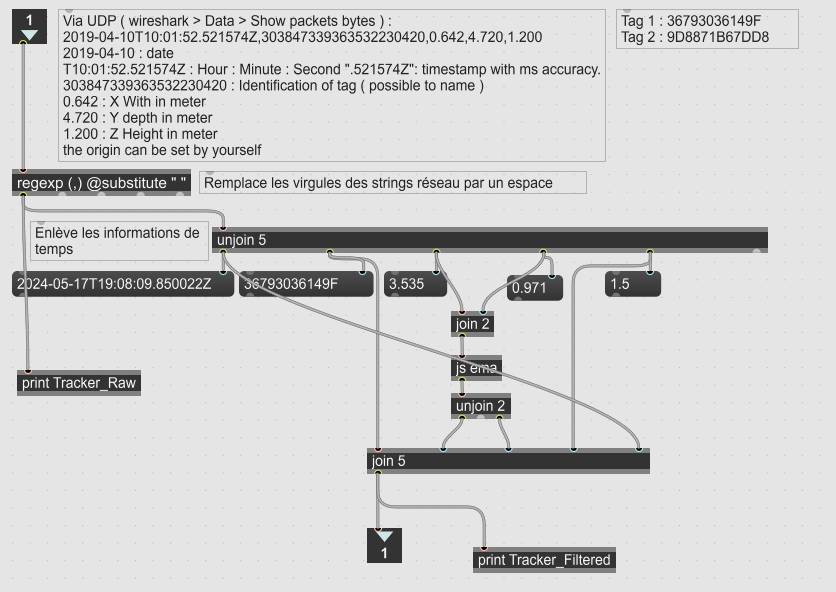 1
Via UDP ( wireshark > Data > Show packets bytes ) :
2019-04-10T10:01:52.521574Z,303847339363532230420,0.642,4.720,1.200
2019-04-10 : date
T10:01:52.521574Z : Hour : Minute : Second ".521574Z": timestamp with ms accuracy.
303847339363532230420 : Identification of tag ( possible to name )
0.642 : X With in meter
4.720 : Y depth in meter
1.200 : Z Height in meter
the origin can be set by yourself
Tag 1 : 36793036149F
Tag 2 : 9D8871B67DD8
regexp (,) @substitute " "
Remplace les virgules des strings réseau par un espace
Enlève les informations de
temps
unjoin 5
2024-05-17T19:08:09.850022Z
36793036149F
3.535
0.971
1.5
join 2
js ema
print Tracker_Raw
unjoin 2
join 5
1
print Tracker_Filtered